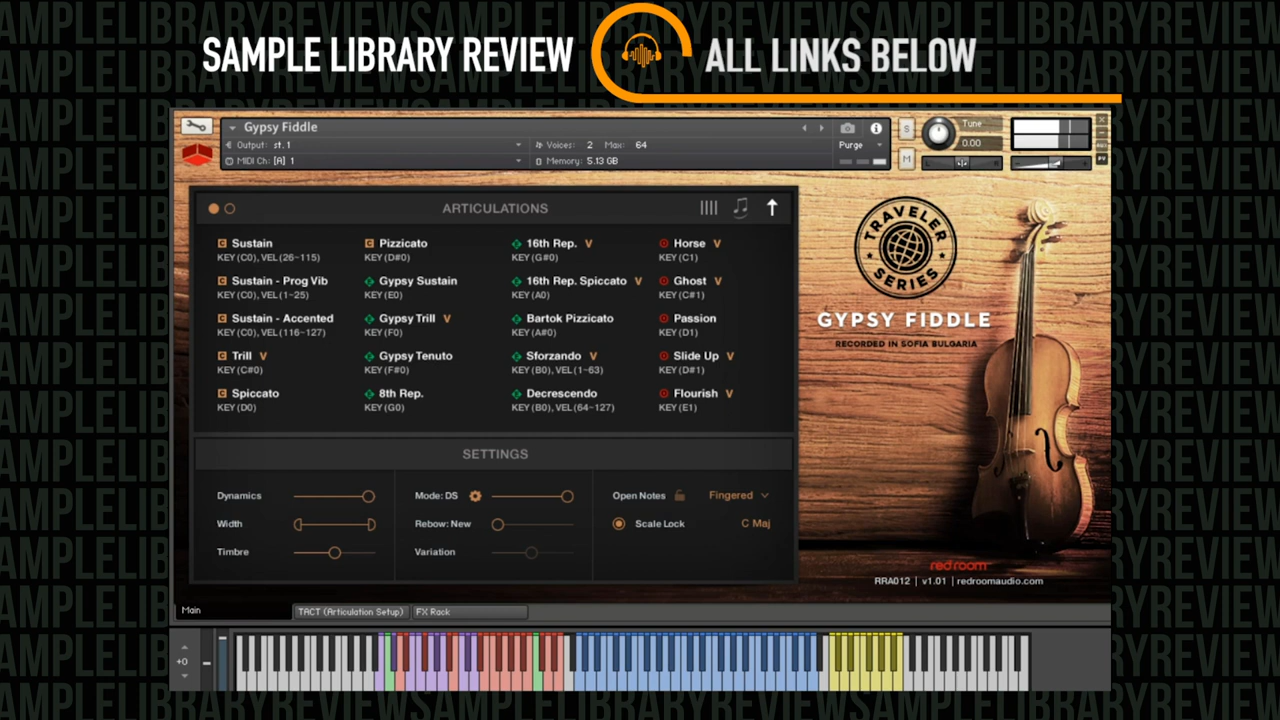 SAMPLE LIBRARY REVIEW
ALL LINKS BELOW
Gypsy Fiddle
Output: st. 1
Voices: 2 Max: 64
Purge
MIDI Ch: [A] 1
Memory: 5.13 GB
S
M
Tune
0.00
ARTICULATIONS
Sustain
KEY (C0), VEL (26-115)
Pizzicato
KEY (D#0)
16th Rep. V
KEY (G#0)
Horse V
KEY (C1)
Sustain - Prog Vib
KEY (C0), VEL (1-25)
Gypsy Sustain
KEY (E0)
16th Rep. Spiccato V
KEY (A0)
Ghost V
KEY (C#1)
Sustain - Accented
KEY (C0), VEL (116-127)
Gypsy Trill V
KEY (F0)
Bartok Pizzicato
KEY (A#0)
Passion
KEY (D1)
Trill V
KEY (C#0)
Gypsy Tenuto
KEY (F#0)
Sforzando V
KEY (B0), VEL (1-63)
Slide Up V
KEY (D#1)
Spiccato
KEY (D0)
8th Rep.
KEY (G0)
Decrescendo
KEY (B0), VEL (64-127)
Flourish V
KEY (E1)
SETTINGS
Dynamics
Width
Timbre
Mode: DS
Rebow: New
Variation
Open Notes
Fingered
Scale Lock
C Maj
TRAVELER
SERIES
GYPSY FIDDLE
RECORDED IN SOFIA BULGARIA
redroom
RRA012 | v1.01 | redroomaudio.com
Main
TACT (Articulation Setup)
FX Rack
+0